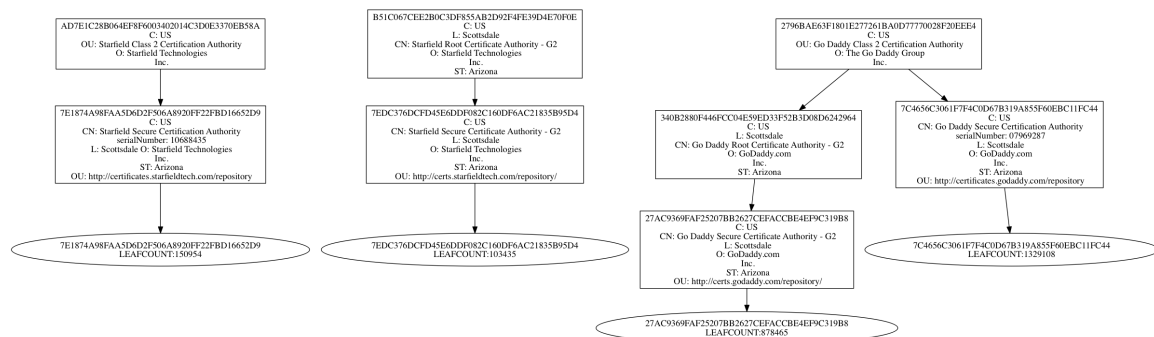 AD7E1C28B064EF8F6003402014C3D0E3370EB58A
C: US
OU: Starfield Class 2 Certification Authority
O: Starfield Technologies
Inc.
B51C067CEE2B0C3DF855AB2D92F4FE39D4E70F0E
C: US
L: Scottsdale
CN: Starfield Root Certificate Authority - G2
O: Starfield Technologies
Inc.
ST: Arizona
2796BAE63F1801E277261BA0D77770028F20EEE4
C: US
OU: Go Daddy Class 2 Certification Authority
O: The Go Daddy Group
Inc.
7E1874A98FAA5D6D2F506A8920FF22FBD16652D9
C: US
CN: Starfield Secure Certification Authority
serialNumber: 10688435
L: Scottsdale O: Starfield Technologies
Inc.
ST: Arizona
OU: http://certificates.starfieldtech.com/repository
7EDC376DCFD45E6DDF082C160DF6AC21835B95D4
C: US
CN: Starfield Secure Certificate Authority - G2
L: Scottsdale
O: Starfield Technologies
Inc.
ST: Arizona
OU: http://certs.starfieldtech.com/repository/
340B2880F446FCC04E59ED33F52B3D08D6242964
C: US
L: Scottsdale
CN: Go Daddy Root Certificate Authority - G2
O: GoDaddy.com
Inc.
ST: Arizona
7C4656C3061F7F4C0D67B319A855F60EBC11FC44
C: US
CN: Go Daddy Secure Certification Authority
serialNumber: 07969287
L: Scottsdale
O: GoDaddy.com
Inc.
ST: Arizona
OU: http://certificates.godaddy.com/repository
27AC9369FAF25207BB2627CEFACCBE4EF9C319B8
C: US
CN: Go Daddy Secure Certificate Authority - G2
L: Scottsdale
O: GoDaddy.com
Inc.
ST: Arizona
OU: http://certs.godaddy.com/repository/
7E1874A98FAA5D6D2F506A8920FF22FBD16652D9
LEAFCOUNT:150954
7EDC376DCFD45E6DDF082C160DF6AC21835B95D4
LEAFCOUNT:103435
7C4656C3061F7F4C0D67B319A855F60EBC11FC44
LEAFCOUNT:1329108
27AC9369FAF25207BB2627CEFACCBE4EF9C319B8
LEAFCOUNT:878465